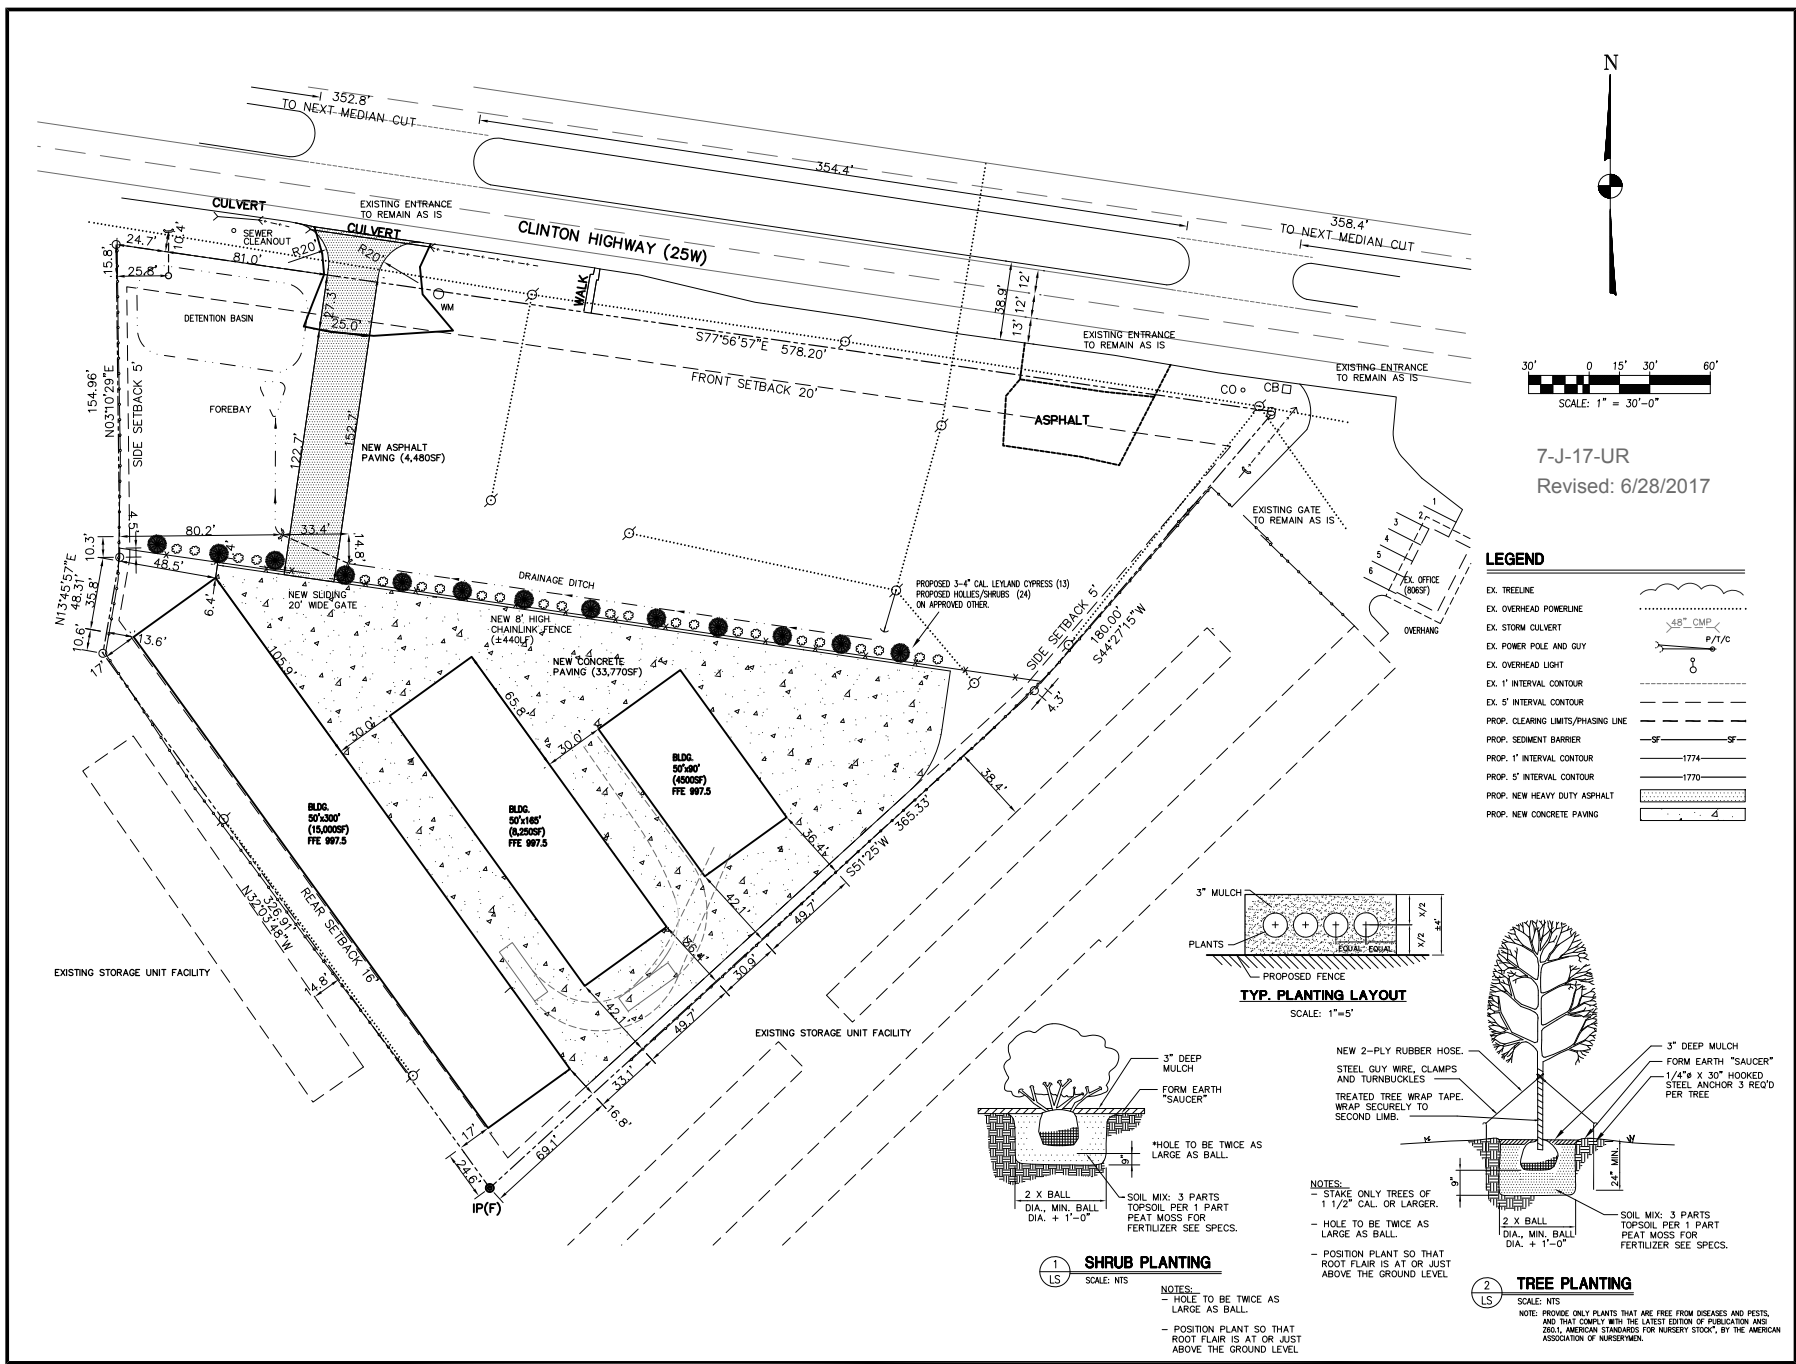 N
352.8'
TO NEXT MEDIAN CUT
354.4'
358.4'
TO NEXT MEDIAN CUT
CULVERT
EXISTING ENTRANCE
TO REMAIN AS IS
CULVERT
SEWER
CLEANOUT
CLINTON HIGHWAY (25W)
24.7'
10.4'
15.8'
25.8'
81.0'
R20'
R20'
WM
WALK
27.3'
25.0'
DETENTION BASIN
38.9'
13' 12' 12'
S77°56'57"E 578.20'
FRONT SETBACK 20'
EXISTING ENTRANCE
TO REMAIN AS IS
EXISTING ENTRANCE
TO REMAIN AS IS
CO
CB
ASPHALT
30' 0 15' 30' 60'
SCALE: 1" = 30'-0"
7-J-17-UR
Revised: 6/28/2017
154.96'
N03°10'29"E
SIDE SETBACK 5'
FOREBAY
122.7'
152.7'
NEW ASPHALT
PAVING (4,480SF)
EXISTING GATE
TO REMAIN AS IS
1
2
3
4
5
6
EX. OFFICE
(806SF)
OVERHANG
4.5'
80.2'
33.4'
14.8'
10.3'
48.5'
N13°45'57"E
48.31'
35.8'
10.6'
6.4'
13.6'
17'
DRAINAGE DITCH
NEW SLIDING
20' WIDE GATE
NEW 8' HIGH
CHAINLINK FENCE
(±440LF)
NEW CONCRETE
PAVING (33,770SF)
PROPOSED 3-4" CAL. LEYLAND CYPRESS (13)
PROPOSED HOLLIES/SHRUBS (24)
ON APPROVED OTHER.
SIDE SETBACK 5'
180.00'
S44°27'15"W
4.3'
LEGEND
EX. TREELINE
EX. OVERHEAD POWERLINE
EX. STORM CULVERT
48" CMP
EX. POWER POLE AND GUY
P/T/C
EX. OVERHEAD LIGHT
EX. 1' INTERVAL CONTOUR
EX. 5' INTERVAL CONTOUR
PROP. CLEARING LIMITS/PHASING LINE
PROP. SEDIMENT BARRIER
SF SF
PROP. 1' INTERVAL CONTOUR
1774
PROP. 5' INTERVAL CONTOUR
1770
PROP. NEW HEAVY DUTY ASPHALT
PROP. NEW CONCRETE PAVING
105.9'
30.0'
65.8'
30.0'
BLDG.
50'x300'
(15,000SF)
FFE 997.5
BLDG.
50'x165'
(8,250SF)
FFE 997.5
BLDG.
50'x90'
(4500SF)
FFE 997.5
38.4'
36.4'
S51°25'W 365.33'
42.1'
49.7'
30.9'
42.1'
49.7'
33.1'
16.8'
69.1'
17'
24.6'
IP(F)
REAR SETBACK 16'
326.91'
N32°03'48"W
14.8'
EXISTING STORAGE UNIT FACILITY
EXISTING STORAGE UNIT FACILITY
3" MULCH
PLANTS
EQUAL EQUAL
X/2
X/2
±4'
PROPOSED FENCE
TYP. PLANTING LAYOUT
SCALE: 1"=5'
3" DEEP
MULCH
FORM EARTH
"SAUCER"
*HOLE TO BE TWICE AS
LARGE AS BALL.
9"
2 X BALL
DIA., MIN. BALL
DIA. + 1'-0"
SOIL MIX: 3 PARTS
TOPSOIL PER 1 PART
PEAT MOSS FOR
FERTILIZER SEE SPECS.
1
LS
SHRUB PLANTING
SCALE: NTS
NOTES:
- HOLE TO BE TWICE AS
LARGE AS BALL.
- POSITION PLANT SO THAT
ROOT FLAIR IS AT OR JUST
ABOVE THE GROUND LEVEL
NEW 2-PLY RUBBER HOSE.
STEEL GUY WIRE, CLAMPS
AND TURNBUCKLES
TREATED TREE WRAP TAPE.
WRAP SECURELY TO
SECOND LIMB.
3" DEEP MULCH
FORM EARTH "SAUCER"
1/4"ø X 30" HOOKED
STEEL ANCHOR 3 REQ'D
PER TREE
9"
24" MIN.
2 X BALL
DIA., MIN. BALL
DIA. + 1'-0"
SOIL MIX: 3 PARTS
TOPSOIL PER 1 PART
PEAT MOSS FOR
FERTILIZER SEE SPECS.
NOTES:
- STAKE ONLY TREES OF
1 1/2" CAL. OR LARGER.
- HOLE TO BE TWICE AS
LARGE AS BALL.
- POSITION PLANT SO THAT
ROOT FLAIR IS AT OR JUST
ABOVE THE GROUND LEVEL
2
LS
TREE PLANTING
SCALE: NTS
NOTE: PROVIDE ONLY PLANTS THAT ARE FREE FROM DISEASES AND PESTS,
AND THAT COMPLY WITH THE LATEST EDITION OF PUBLICATION ANSI
Z60.1, AMERICAN STANDARDS FOR NURSERY STOCK", BY THE AMERICAN
ASSOCIATION OF NURSERYMEN.